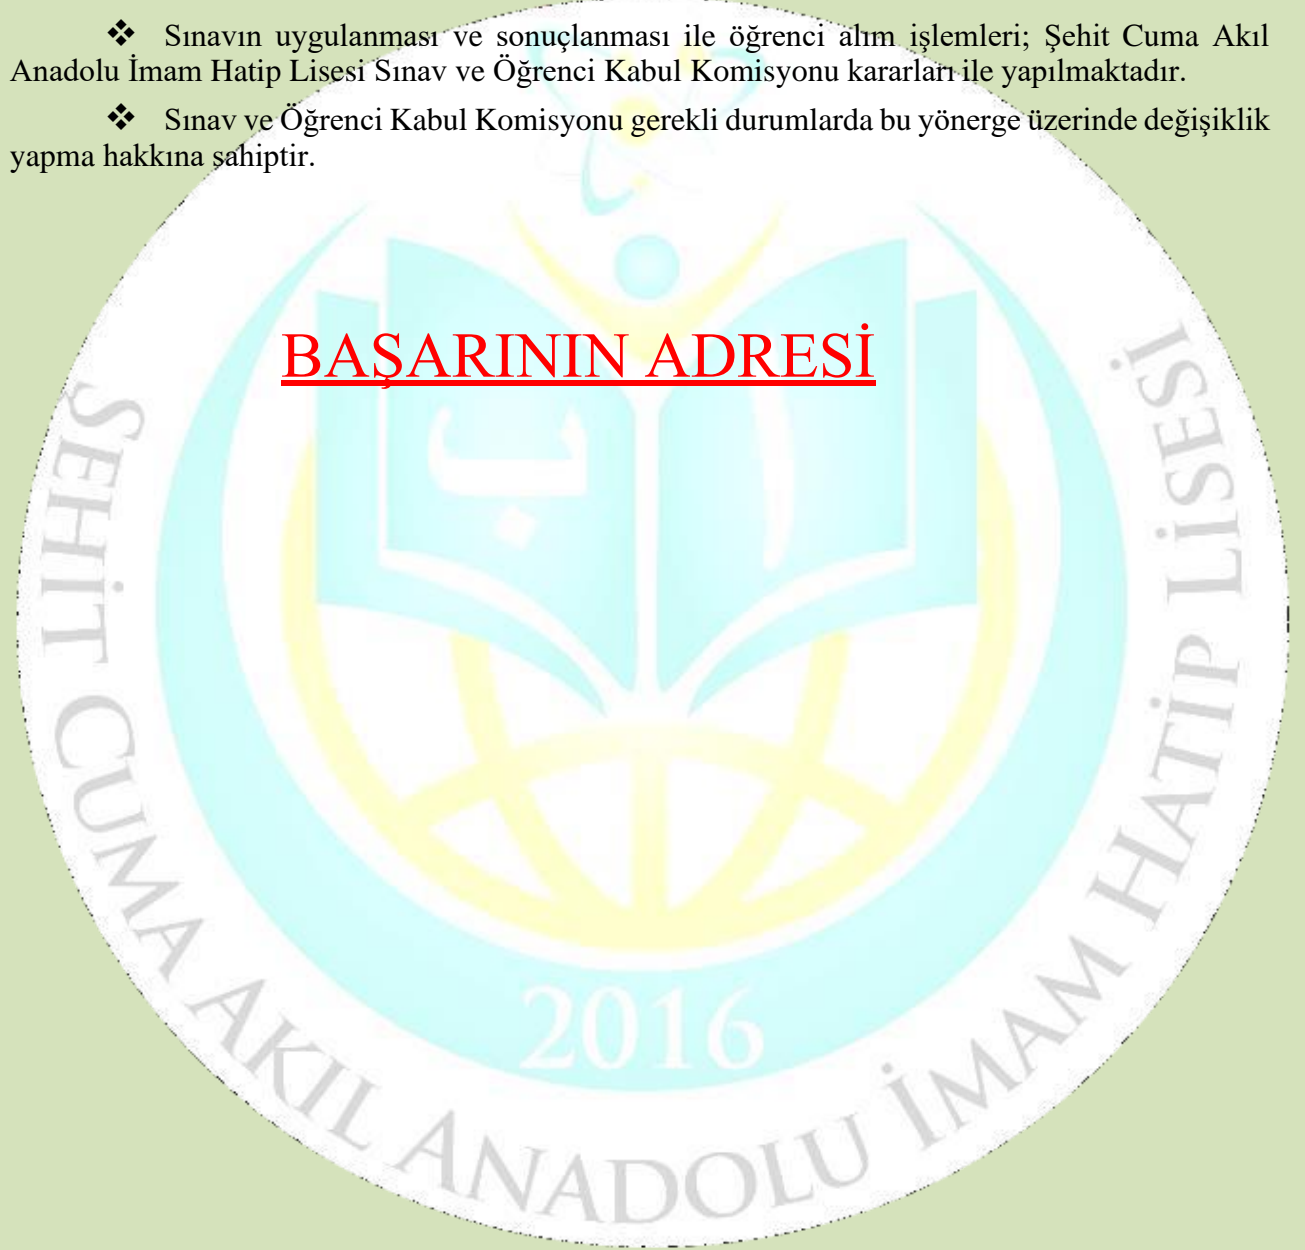 ❖ Sınavın uygulanması ve sonuçlanması ile öğrenci alım işlemleri; Şehit Cuma Akıl
Anadolu İmam Hatip Lisesi Sınav ve Öğrenci Kabul Komisyonu kararları ile yapılmaktadır.
❖ Sınav ve Öğrenci Kabul Komisyonu gerekli durumlarda bu yönerge üzerinde değişiklik
yapma hakkına sahiptir.
BAŞARININ ADRESİ
ب ا
2016
ŞEHİT CUMA AKIL ANADOLU İMAM HATİP LİSESİ